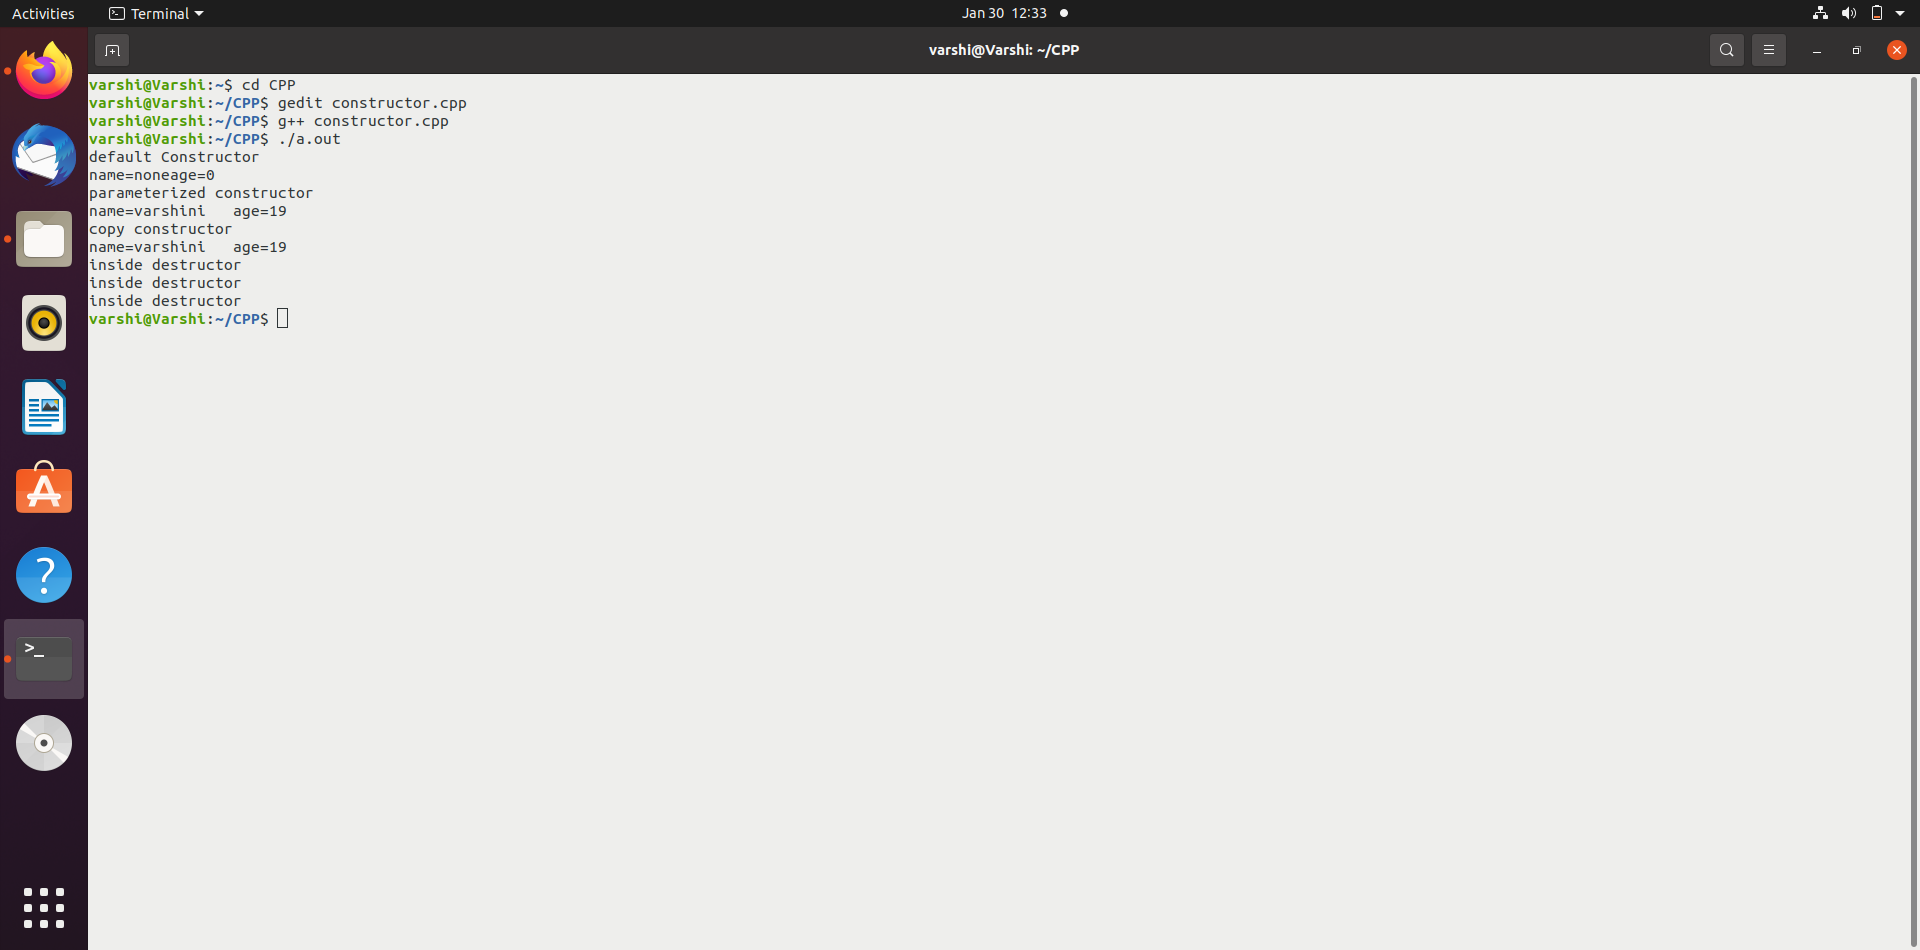 Activities Terminal Jan 30 12:33
varshi@Varshi: ~/CPP
varshi@Varshi:~$ cd CPP
varshi@Varshi:~/CPP$ gedit constructor.cpp
varshi@Varshi:~/CPP$ g++ constructor.cpp
varshi@Varshi:~/CPP$ ./a.out
default Constructor
name=noneage=0
parameterized constructor
name=varshini   age=19
copy constructor
name=varshini   age=19
inside destructor
inside destructor
inside destructor
varshi@Varshi:~/CPP$